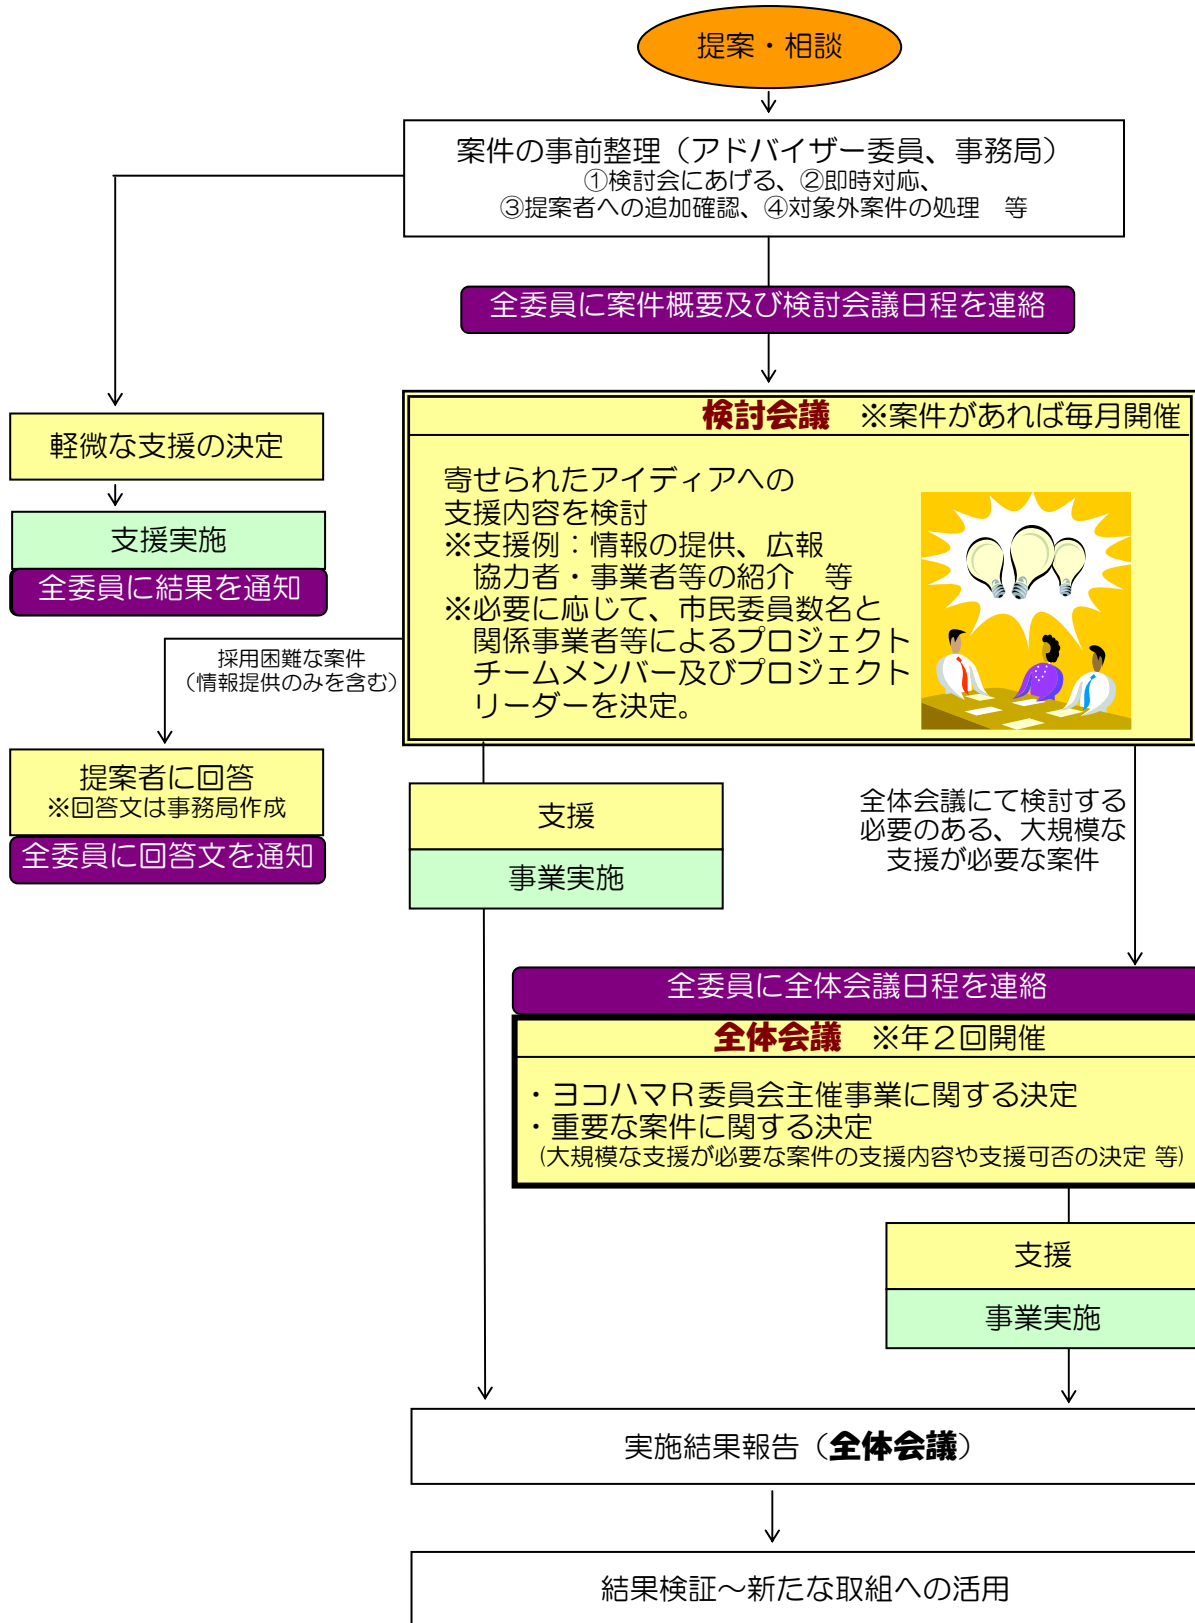 提案・相談
案件の事前整理（アドバイザー委員、事務局）
①検討会にあげる、②即時対応、
③提案者への追加確認、④対象外案件の処理　等
全委員に案件概要及び検討会議日程を連絡
検討会議　※案件があれば毎月開催
寄せられたアイディアへの
支援内容を検討
※支援例：情報の提供、広報
協力者・事業者等の紹介　等
※必要に応じて、市民委員数名と
関係事業者等によるプロジェクト
チームメンバー及びプロジェクト
リーダーを決定。
軽微な支援の決定
支援実施
全委員に結果を通知
採用困難な案件
（情報提供のみを含む）
提案者に回答
※回答文は事務局作成
全委員に回答文を通知
支援
事業実施
全体会議にて検討する
必要のある、大規模な
支援が必要な案件
全委員に全体会議日程を連絡
全体会議　※年２回開催
・ヨコハマＲ委員会主催事業に関する決定
・重要な案件に関する決定
（大規模な支援が必要な案件の支援内容や支援可否の決定 等）
支援
事業実施
実施結果報告（全体会議）
結果検証～新たな取組への活用